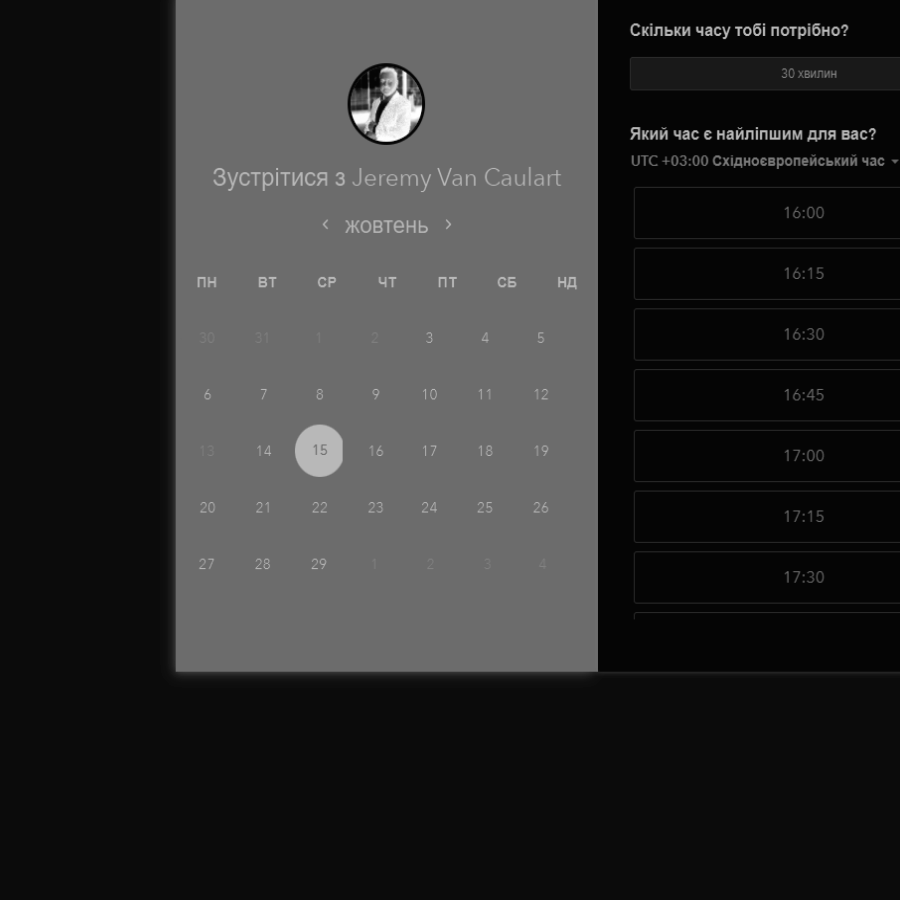 Зустрітися з Jeremy Van Caulart
жовтень
ПН ВТ СР ЧТ ПТ СБ НД
30 31 1 2 3 4 5
6 7 8 9 10 11 12
13 14 15 16 17 18 19
20 21 22 23 24 25 26
27 28 29 1 2 3 4
Скільки часу тобі потрібно?
30 хвилин
Який час є найліпшим для вас?
UTC +03:00 Східноєвропейський час
16:00
16:15
16:30
16:45
17:00
17:15
17:30